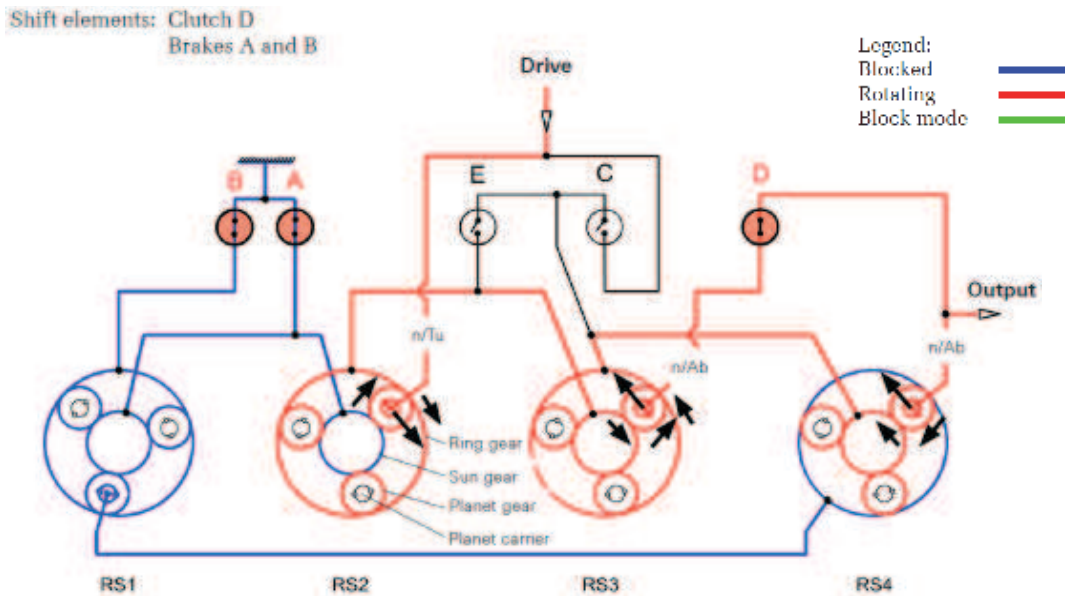 Shift elements: Clutch D
Brakes A and B
Legend:
Blocked
Rotating
Block mode
Drive
B A E C D
Output
n/Tu
n/Ab
n/Ab
Ring gear
Sun gear
Planet gear
Planet carrier
RS1 RS2 RS3 RS4